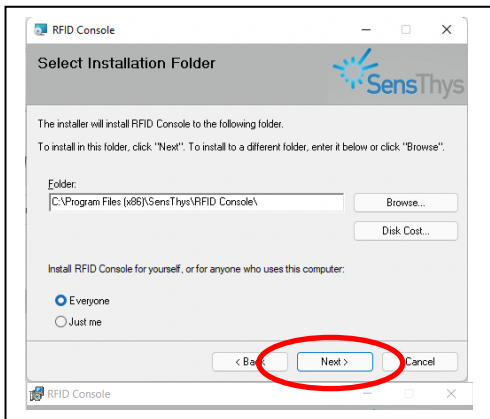 RFID Console
Select Installation Folder
SensThys
The installer will install RFID Console to the following folder.
To install in this folder, click "Next". To install to a different folder, enter it below or click "Browse".
Folder:
C:\Program Files (x86)\SensThys\RFID Console\
Browse...
Disk Cost...
Install RFID Console for yourself, or for anyone who uses this computer:
Everyone
Just me
< Back
Next >
Cancel
RFID Console